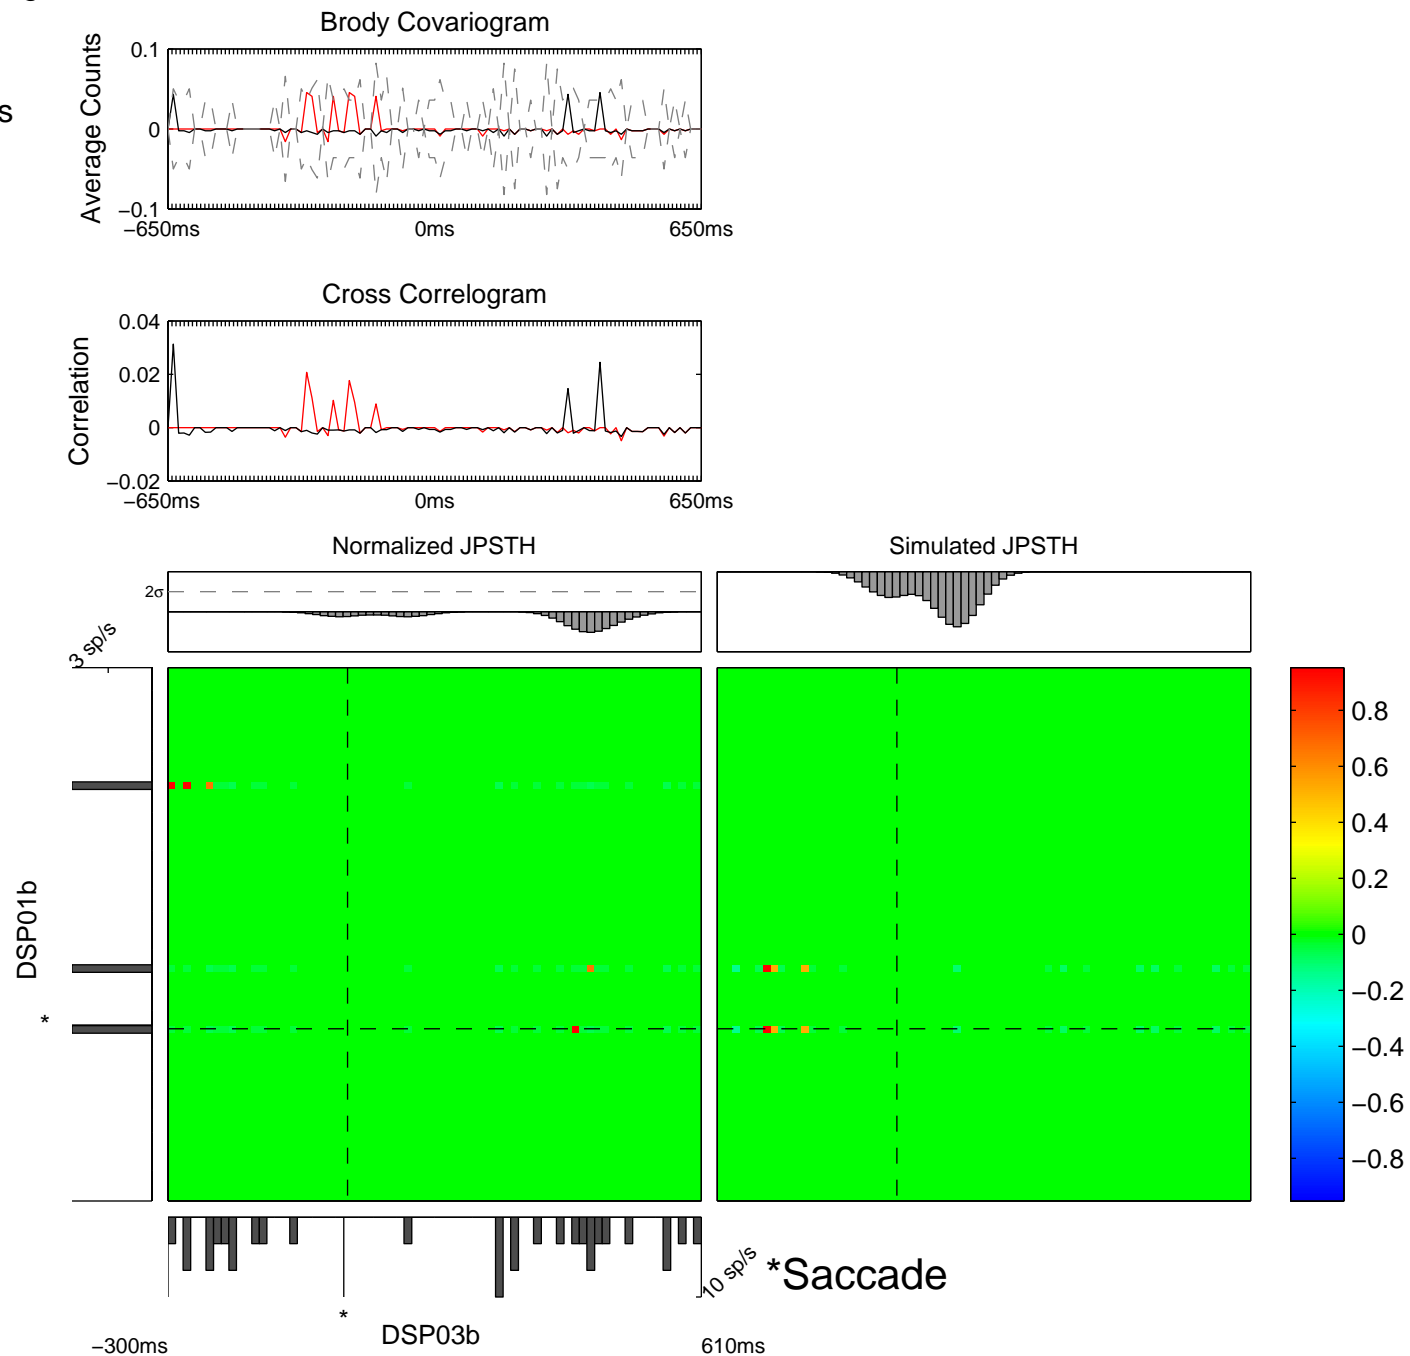 Brody Covariogram
Average Counts
0.1
0
−0.1
−650ms
0ms
650ms
s
Cross Correlogram
Correlation
0.04
0.02
0
−0.02
−650ms
0ms
650ms
Normalized JPSTH
Simulated JPSTH
2σ
3 sp/s
DSP01b
*
0.8
0.6
0.4
0.2
0
−0.2
−0.4
−0.6
−0.8
10 sp/s
*Saccade
*
DSP03b
−300ms
610ms